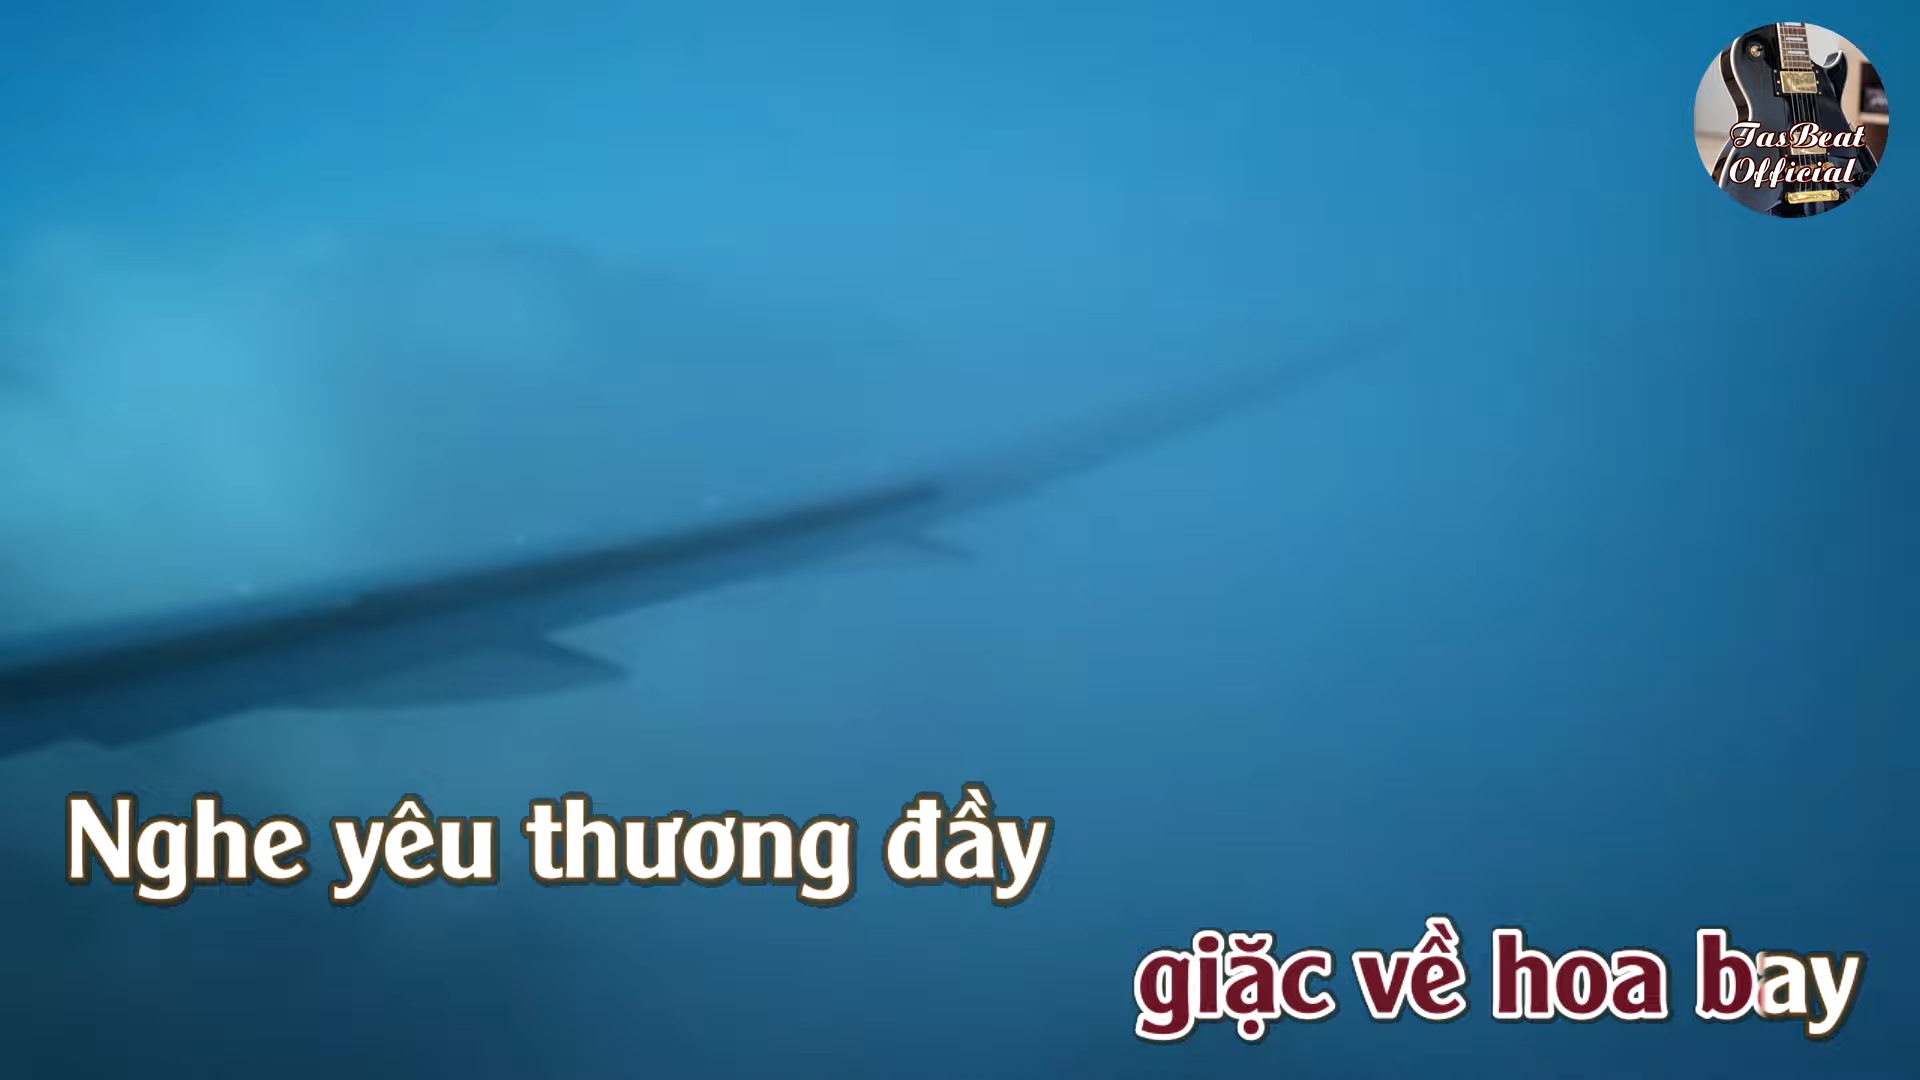 TasBeat
Official
Nghe yêu thương đầy
giặc về hoa bay